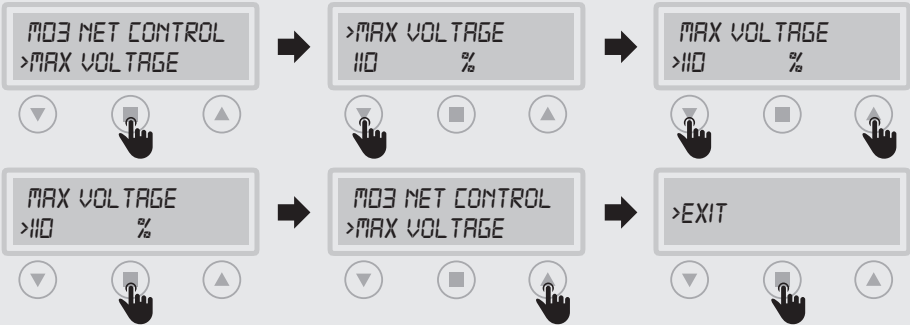 MD3 NET CONTROL
>MAX VOLTAGE
>MAX VOLTAGE
110 %
MAX VOLTAGE
>110 %
MAX VOLTAGE
>110 %
MD3 NET CONTROL
>MAX VOLTAGE
>EXIT